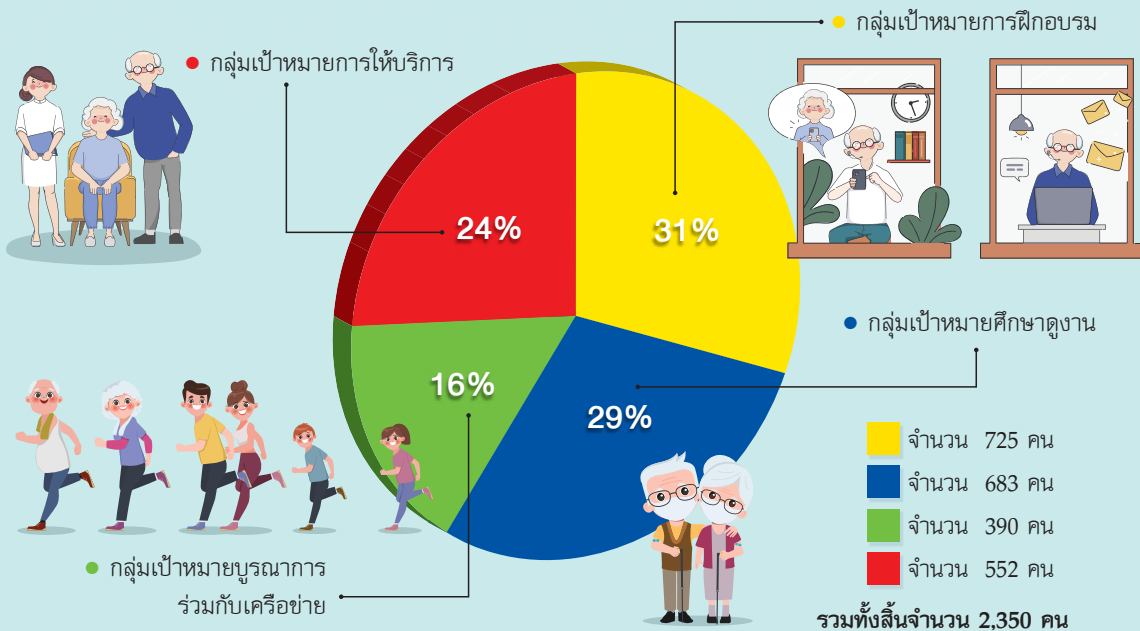 กลุ่มเป้าหมายการฝึกอบรม
กลุ่มเป้าหมายการให้บริการ
24%
31%
กลุ่มเป้าหมายศึกษาดูงาน
16%
29%
จำนวน 725 คน
จำนวน 683 คน
จำนวน 390 คน
จำนวน 552 คน
รวมทั้งสิ้นจำนวน 2,350 คน
กลุ่มเป้าหมายบูรณาการ
ร่วมกับเครือข่าย